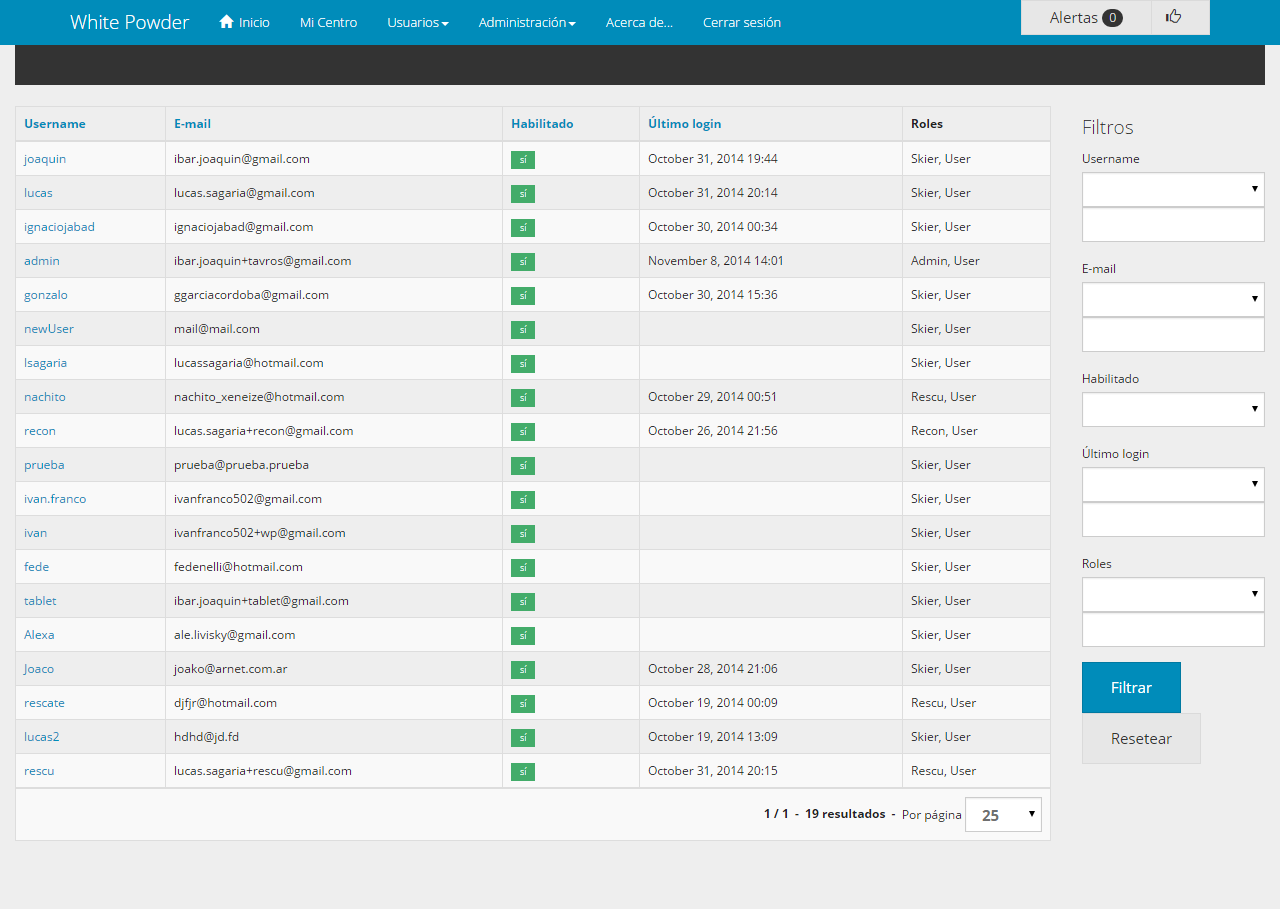 White Powder Inicio Mi Centro Usuarios Administración Acerca de... Cerrar sesión Alertas 0
Username E-mail Habilitado Último login Roles
joaquin ibar.joaquin@gmail.com sí October 31, 2014 19:44 Skier, User
lucas lucas.sagaria@gmail.com sí October 31, 2014 20:14 Skier, User
ignaciojabad ignaciojabad@gmail.com sí October 30, 2014 00:34 Skier, User
admin ibar.joaquin+tavros@gmail.com sí November 8, 2014 14:01 Admin, User
gonzalo ggarciacordoba@gmail.com sí October 30, 2014 15:36 Skier, User
newUser mail@mail.com sí Skier, User
lsagaria lucassagaria@hotmail.com sí Skier, User
nachito nachito_xeneize@hotmail.com sí October 29, 2014 00:51 Rescu, User
recon lucas.sagaria+recon@gmail.com sí October 26, 2014 21:56 Recon, User
prueba prueba@prueba.prueba sí Skier, User
ivan.franco ivanfranco502@gmail.com sí Skier, User
ivan ivanfranco502+wp@gmail.com sí Skier, User
fede fedenelli@hotmail.com sí Skier, User
tablet ibar.joaquin+tablet@gmail.com sí Skier, User
Alexa ale.livisky@gmail.com sí Skier, User
Joaco joako@arnet.com.ar sí October 28, 2014 21:06 Skier, User
rescate djfjr@hotmail.com sí October 19, 2014 00:09 Rescu, User
lucas2 hdhd@jd.fd sí October 19, 2014 13:09 Skier, User
rescu lucas.sagaria+rescu@gmail.com sí October 31, 2014 20:15 Rescu, User
1 / 1 - 19 resultados - Por página 25
Filtros
Username
E-mail
Habilitado
Último login
Roles
Filtrar
Resetear